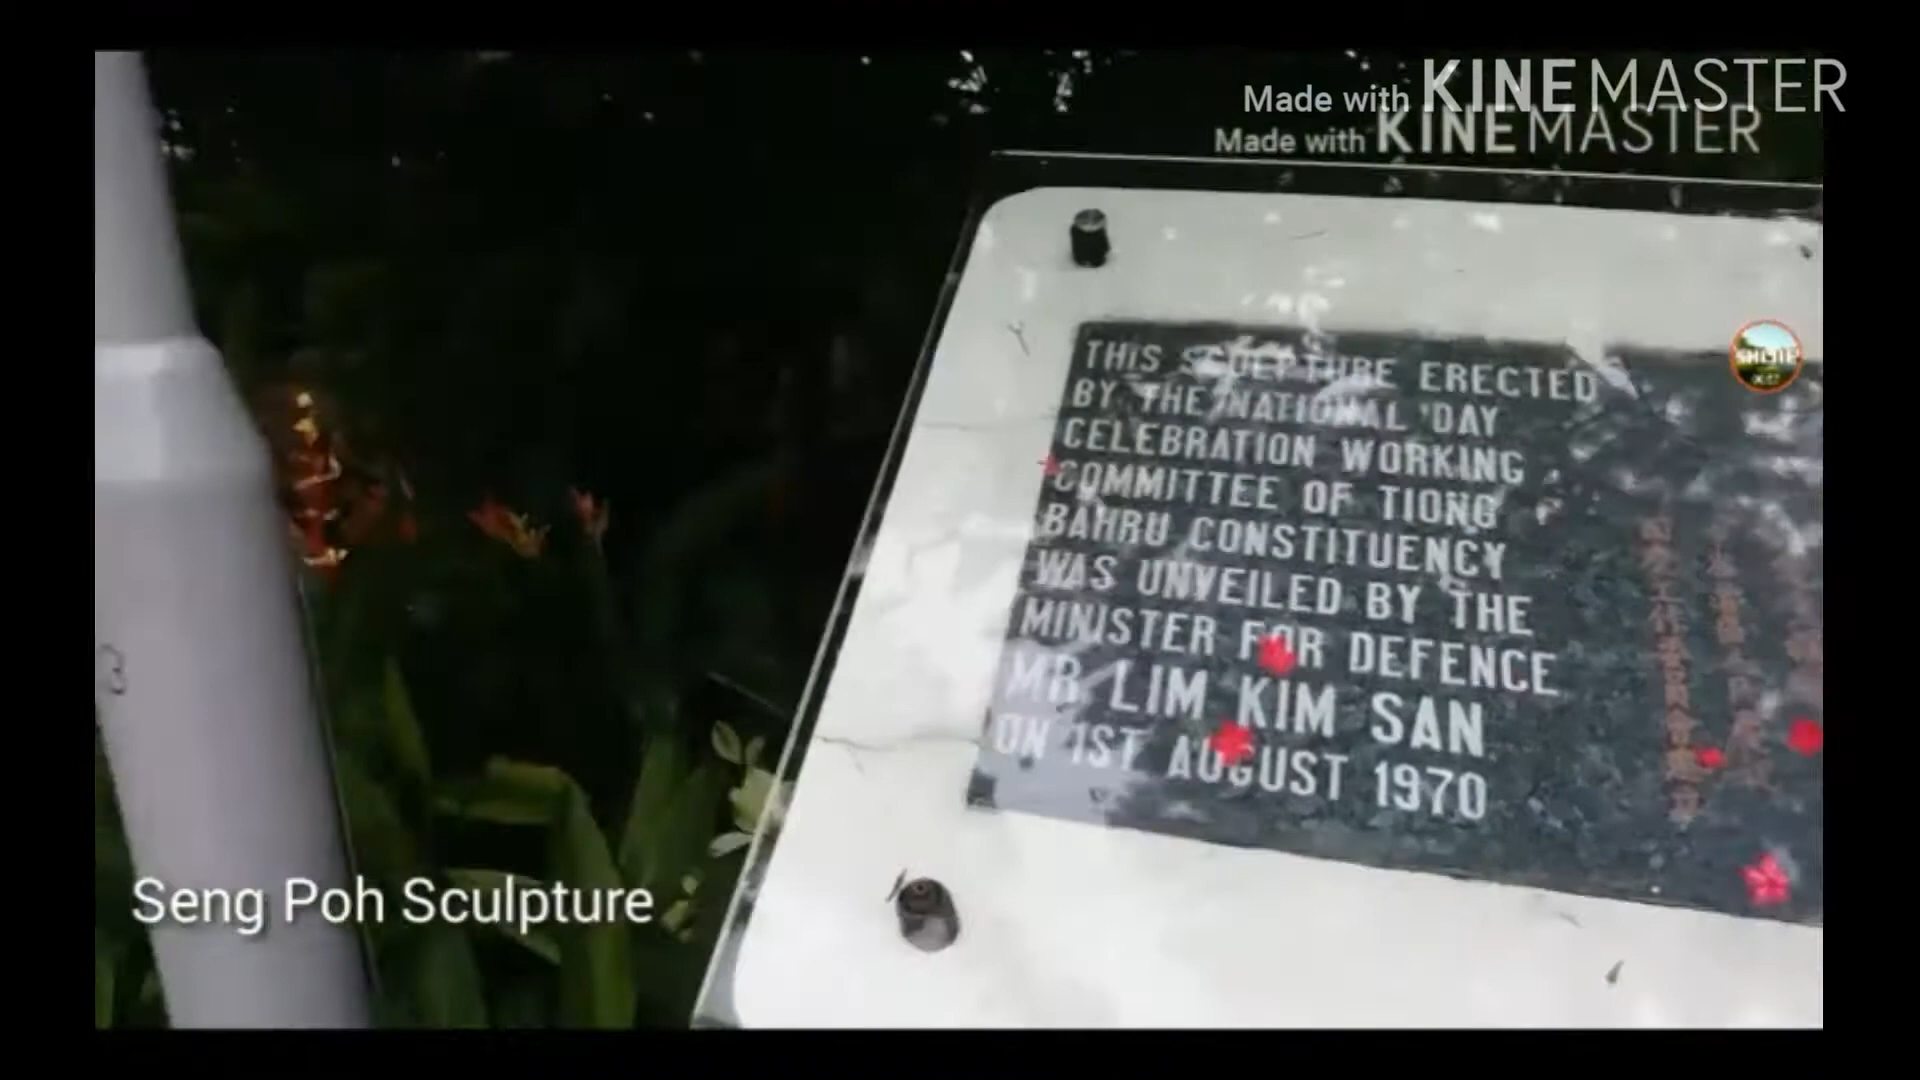 Made with KINEMASTER
Made with KINEMASTER
THIS SCULPTURE ERECTED
BY THE NATIONAL DAY
CELEBRATION WORKING
COMMITTEE OF TIONG
BAHRU CONSTITUENCY
WAS UNVEILED BY THE
MINISTER FOR DEFENCE
MR LIM KIM SAN
ON 1ST AUGUST 1970
3
Seng Poh Sculpture